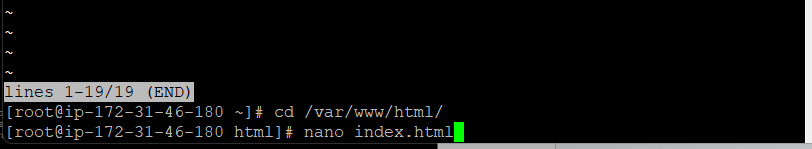 ~
~
~
~
lines 1-19/19 (END)
[root@ip-172-31-46-180 ~]# cd /var/www/html/
[root@ip-172-31-46-180 html]# nano index.html